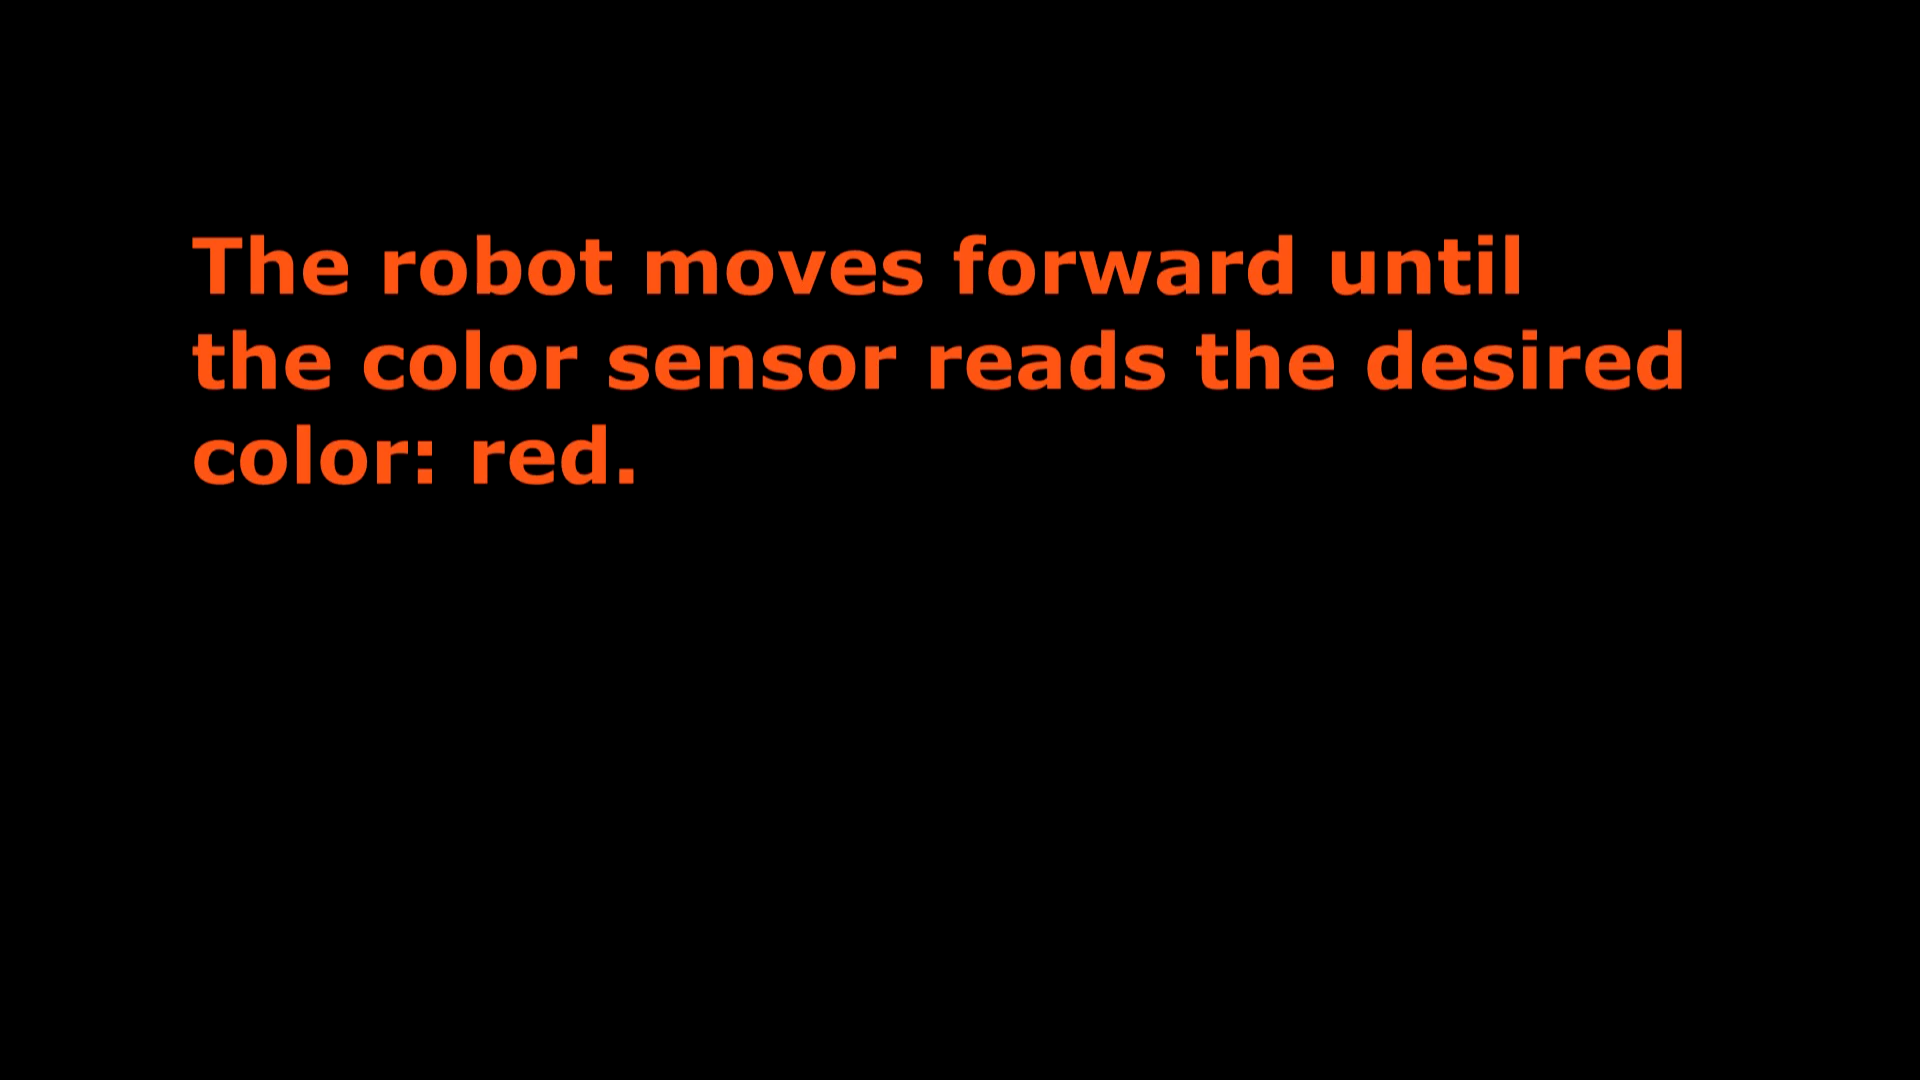 The robot moves forward until
the color sensor reads the desired
color: red.